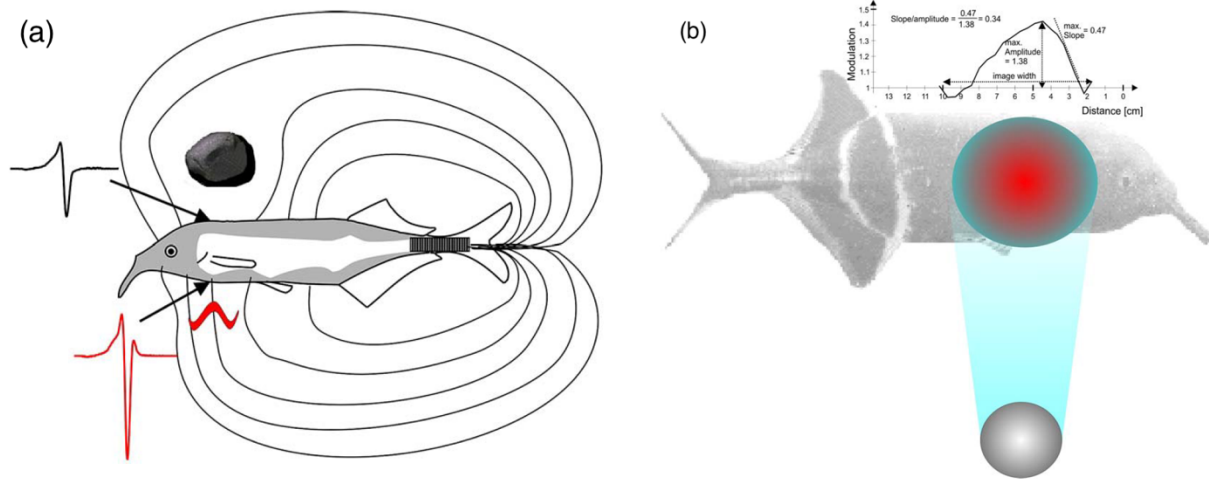 (a)
(b)
Slope/amplitude = 0.47 / 1.38 = 0.34
max. Slope = 0.47
max. Amplitude = 1.38
image width
Modulation
1.5
1.4
1.3
1.2
1.1
1
13 12 11 10 9 8 7 6 5 4 3 2 1 0
Distance [cm]